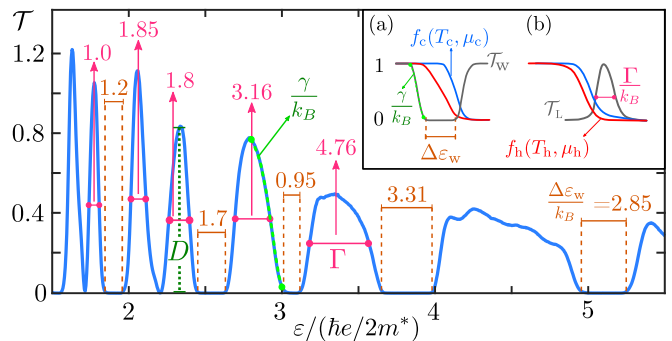 𝒯
1.2
0.8
0.4
0
1.0
1.85
1.2
1.8
D
1.7
3.16
γ/k_B
0.95
4.76
Γ
3.31
Δε_w/k_B =2.85
2
3
4
5
ε/(ℏe/2m*)
(a)
f_c(T_c, μ_c)
𝒯_W
1
0
γ/k_B
Δε_w
(b)
Γ/k_B
𝒯_L
f_h(T_h, μ_h)